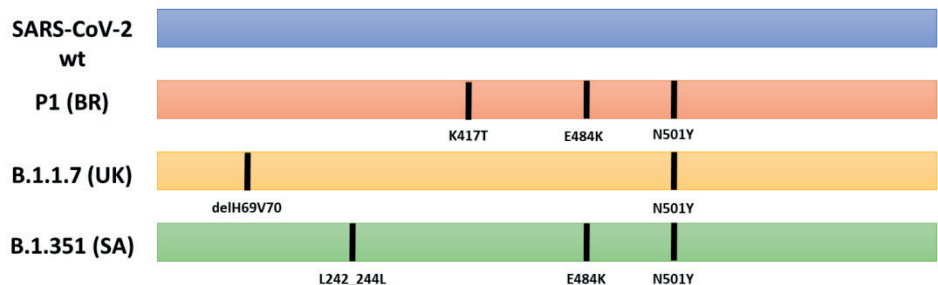 SARS-CoV-2
wt
P1 (BR)
K417T E484K N501Y
B.1.1.7 (UK)
delH69V70 N501Y
B.1.351 (SA)
L242_244L E484K N501Y